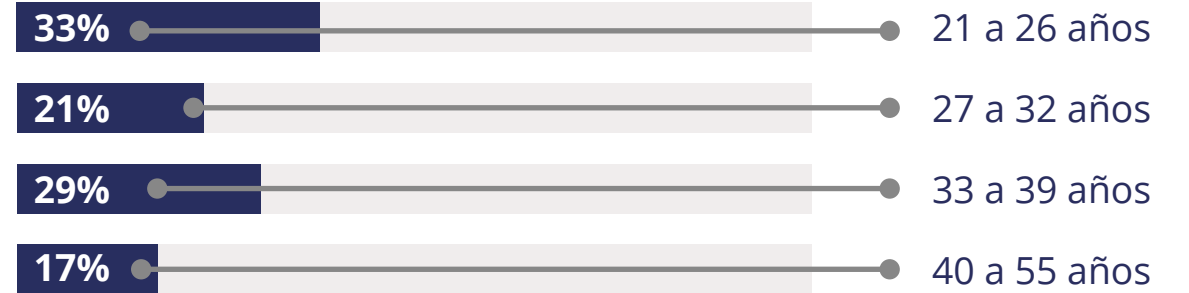 33% 21 a 26 años
21% 27 a 32 años
29% 33 a 39 años
17% 40 a 55 años